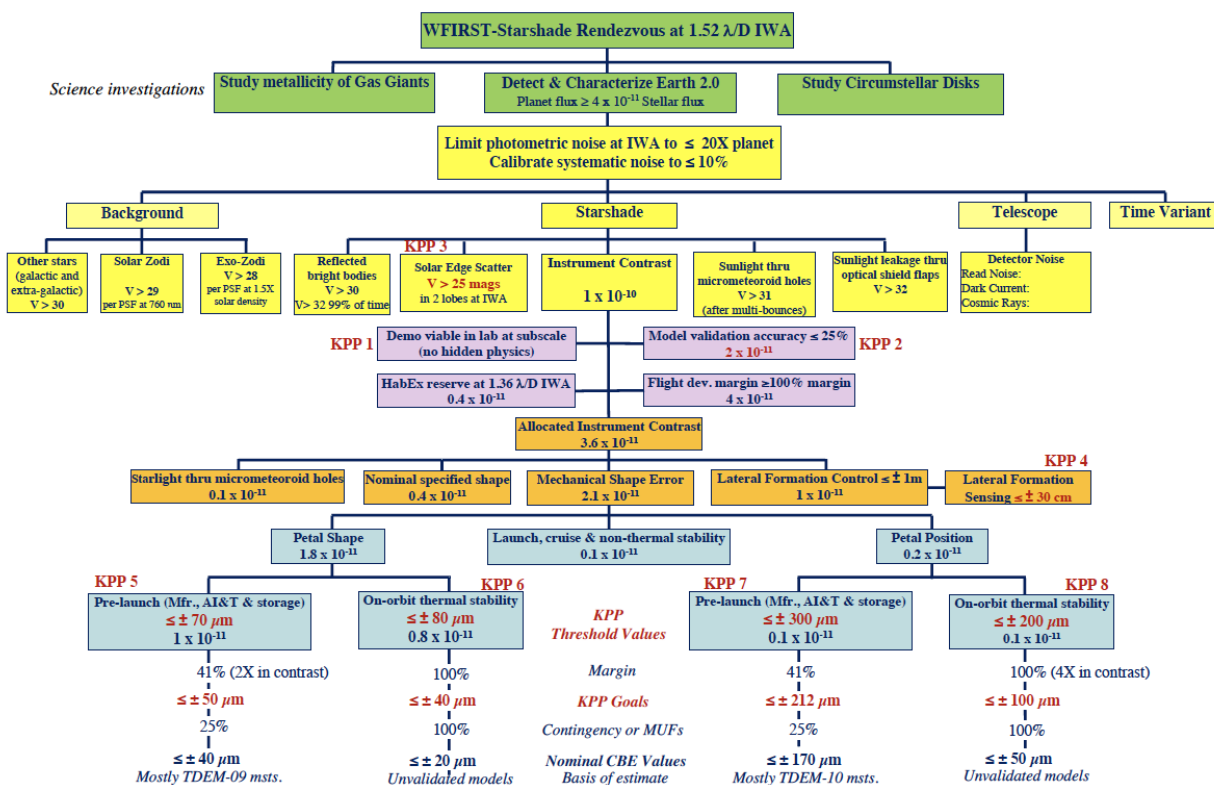 WFIRST-Starshade Rendezvous at 1.52 λ/D IWA
Science investigations
Study metallicity of Gas Giants
Detect & Characterize Earth 2.0
Planet flux ≥ 4 x 10⁻¹¹ Stellar flux
Study Circumstellar Disks
Limit photometric noise at IWA to ≤ 20X planet
Calibrate systematic noise to ≤ 10%
Background
Starshade
Telescope
Time Variant
Other stars
(galactic and
extra-galactic)
V > 30
Solar Zodi
V > 29
per PSF at 760 nm
Exo-Zodi
V > 28
per PSF at 1.5X
solar density
Reflected
bright bodies
V > 30
V> 32 99% of time
KPP 3
Solar Edge Scatter
V > 25 mags
in 2 lobes at IWA
Instrument Contrast
1 x 10⁻¹⁰
Sunlight thru
micrometeoroid holes
V > 31
(after multi-bounces)
Sunlight leakage thru
optical shield flaps
V > 32
Detector Noise
Read Noise:
Dark Current:
Cosmic Rays:
KPP 1
Demo viable in lab at subscale
(no hidden physics)
Model validation accuracy ≤ 25%
2 x 10⁻¹¹
KPP 2
HabEx reserve at 1.36 λ/D IWA
0.4 x 10⁻¹¹
Flight dev. margin ≥100% margin
4 x 10⁻¹¹
Allocated Instrument Contrast
3.6 x 10⁻¹¹
Starlight thru micrometeoroid holes
0.1 x 10⁻¹¹
Nominal specified shape
0.4 x 10⁻¹¹
Mechanical Shape Error
2.1 x 10⁻¹¹
Lateral Formation Control ≤ ± 1m
1 x 10⁻¹¹
KPP 4
Lateral Formation
Sensing ≤ ± 30 cm
Petal Shape
1.8 x 10⁻¹¹
Launch, cruise & non-thermal stability
0.1 x 10⁻¹¹
Petal Position
0.2 x 10⁻¹¹
KPP 5
Pre-launch (Mfr., AI&T & storage)
≤ ± 70 μm
1 x 10⁻¹¹
KPP 6
On-orbit thermal stability
≤ ± 80 μm
0.8 x 10⁻¹¹
KPP
Threshold Values
KPP 7
Pre-launch (Mfr., AI&T & storage)
≤ ± 300 μm
0.1 x 10⁻¹¹
KPP 8
On-orbit thermal stability
≤ ± 200 μm
0.1 x 10⁻¹¹
41% (2X in contrast)
100%
Margin
41%
100% (4X in contrast)
≤ ± 50 μm
≤ ± 40 μm
KPP Goals
≤ ± 212 μm
≤ ± 100 μm
25%
100%
Contingency or MUFs
25%
100%
≤ ± 40 μm
≤ ± 20 μm
Nominal CBE Values
≤ ± 170 μm
≤ ± 50 μm
Mostly TDEM-09 msts.
Unvalidated models
Basis of estimate
Mostly TDEM-10 msts.
Unvalidated models